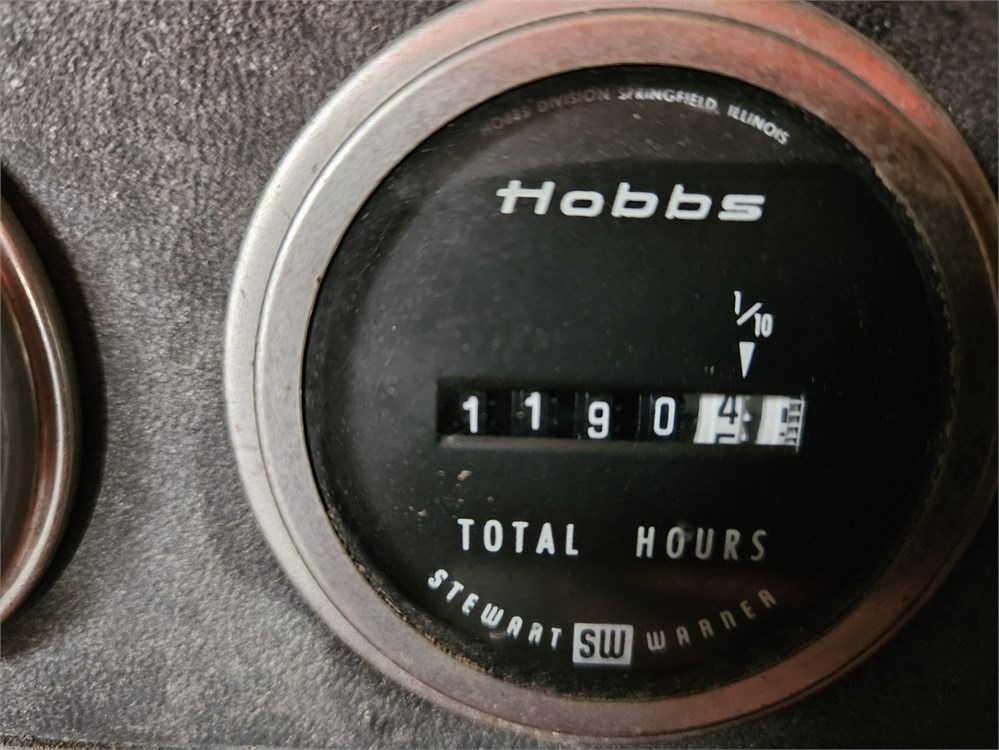 HOBBS DIVISION SPRINGFIELD, ILLINOIS
Hobbs
1/10
1 1 9 0 4
TOTAL HOURS
STEWART SW WARNER